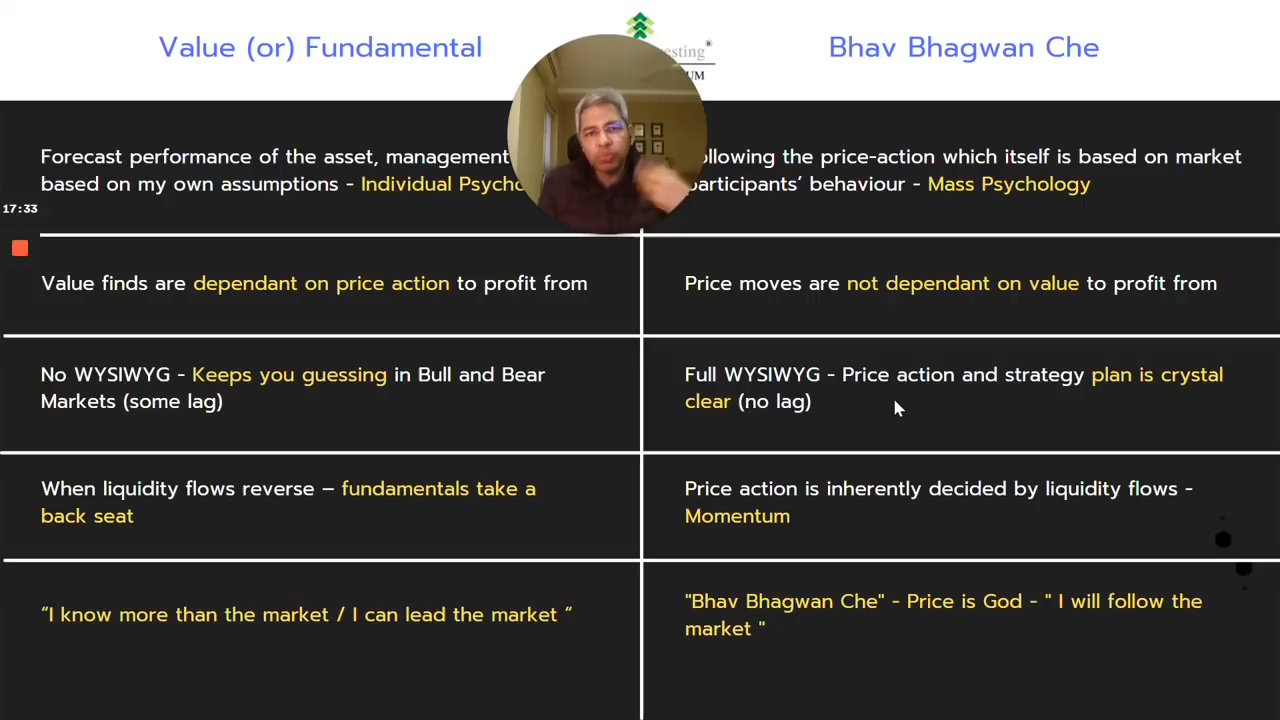 Value (or) Fundamental
Bhav Bhagwan Che
Forecast performance of the asset, management
based on my own assumptions - Individual
the price-action which itself is based on market
participants’ behaviour - Mass Psychology
17:33
Value finds are dependant on price action to profit from
Price moves are not dependant on value to profit from
No WYSIWYG - Keeps you guessing in Bull and Bear
Markets (some lag)
Full WYSIWYG - Price action and strategy plan is crystal
clear (no lag)
When liquidity flows reverse – fundamentals take a
back seat
Price action is inherently decided by liquidity flows -
Momentum
“I know more than the market / I can lead the market “
"Bhav Bhagwan Che" - Price is God - " I will follow the
market "